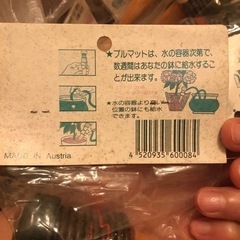 ★プルマットは、水の容器次第で、
数週間はあなたの鉢に給水するこ
とが出来ます。
★水の容器より高い
位置の鉢にも給水
できます。
MADE IN Austria
4 520935 600084